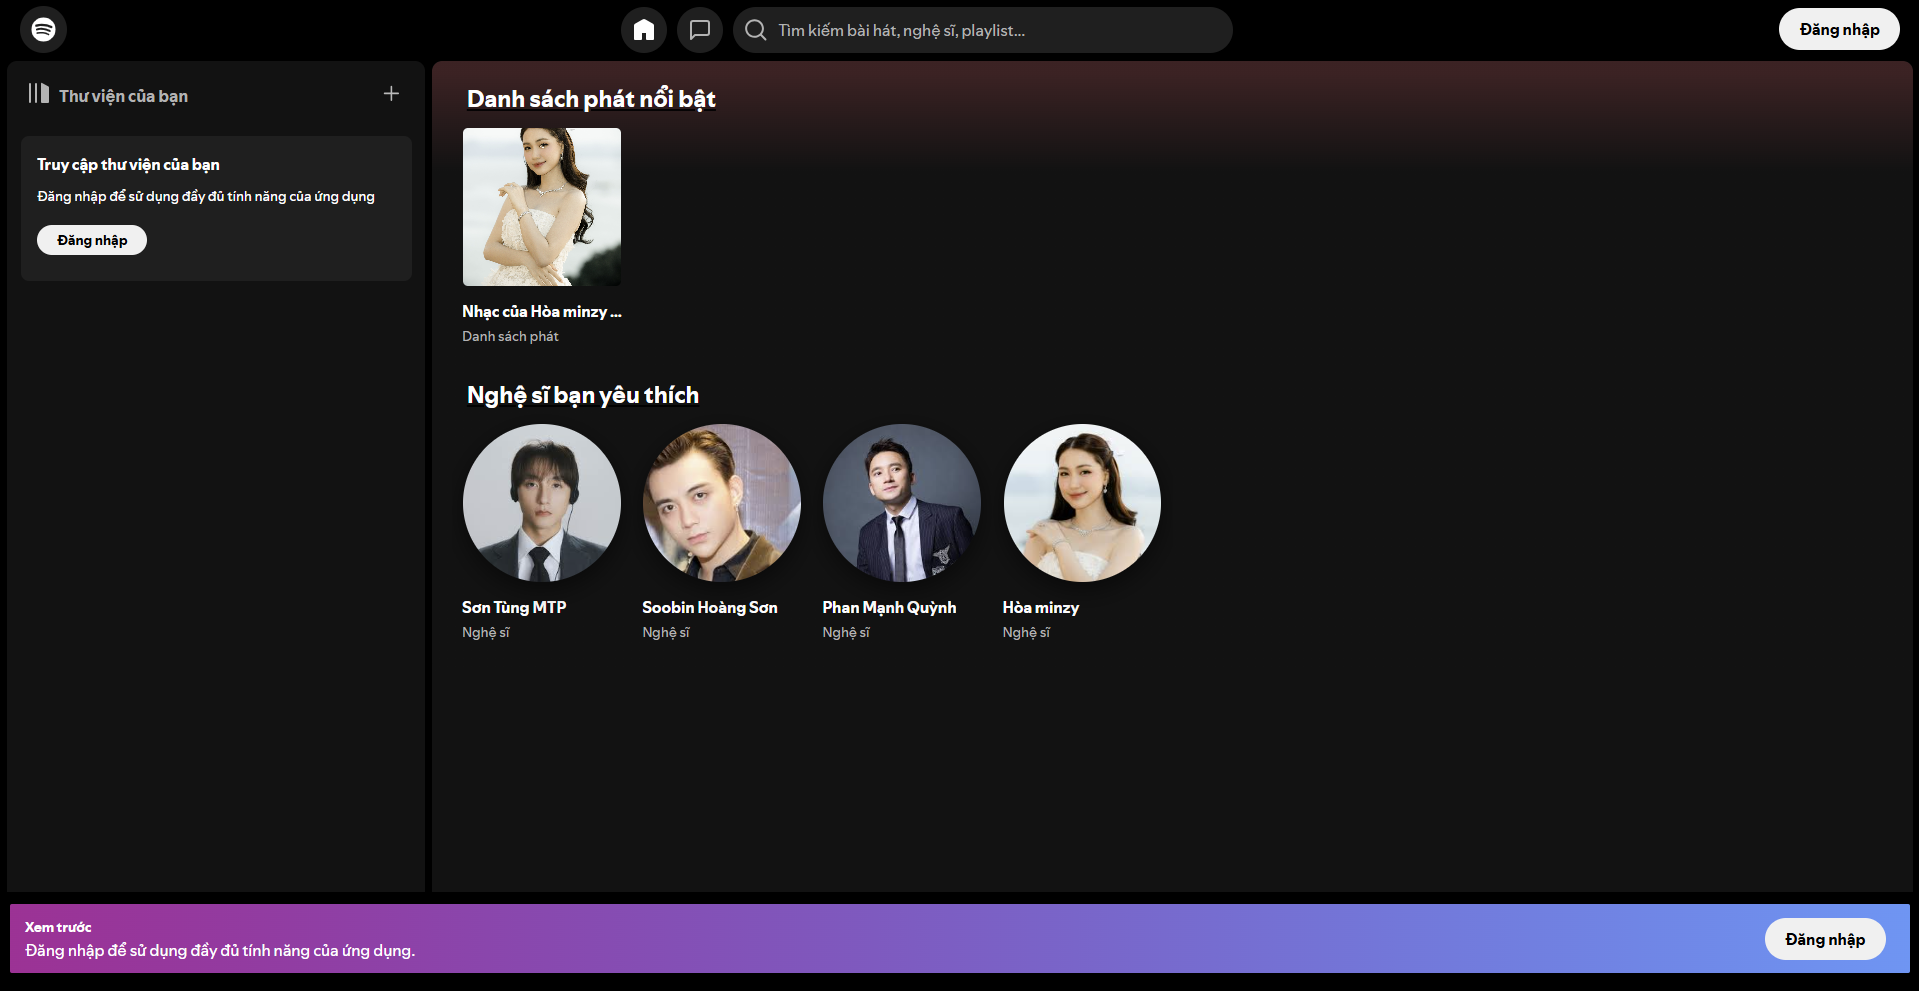 Tìm kiếm bài hát, nghệ sĩ, playlist...
Đăng nhập
Thư viện của bạn
Truy cập thư viện của bạn
Đăng nhập để sử dụng đầy đủ tính năng của ứng dụng
Đăng nhập
Danh sách phát nổi bật
Nhạc của Hòa minzy ...
Danh sách phát
Nghệ sĩ bạn yêu thích
Sơn Tùng MTP
Nghệ sĩ
Soobin Hoàng Sơn
Nghệ sĩ
Phan Mạnh Quỳnh
Nghệ sĩ
Hòa minzy
Nghệ sĩ
Xem trước
Đăng nhập để sử dụng đầy đủ tính năng của ứng dụng.
Đăng nhập